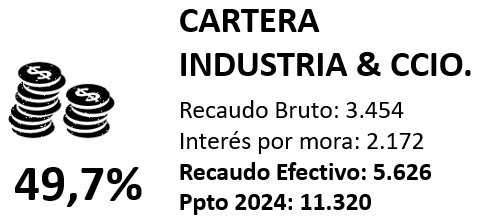 CARTERA
INDUSTRIA & CCIO.
Recaudo Bruto: 3.454
Interés por mora: 2.172
Recaudo Efectivo: 5.626
Ppto 2024: 11.320
$
$
49,7%